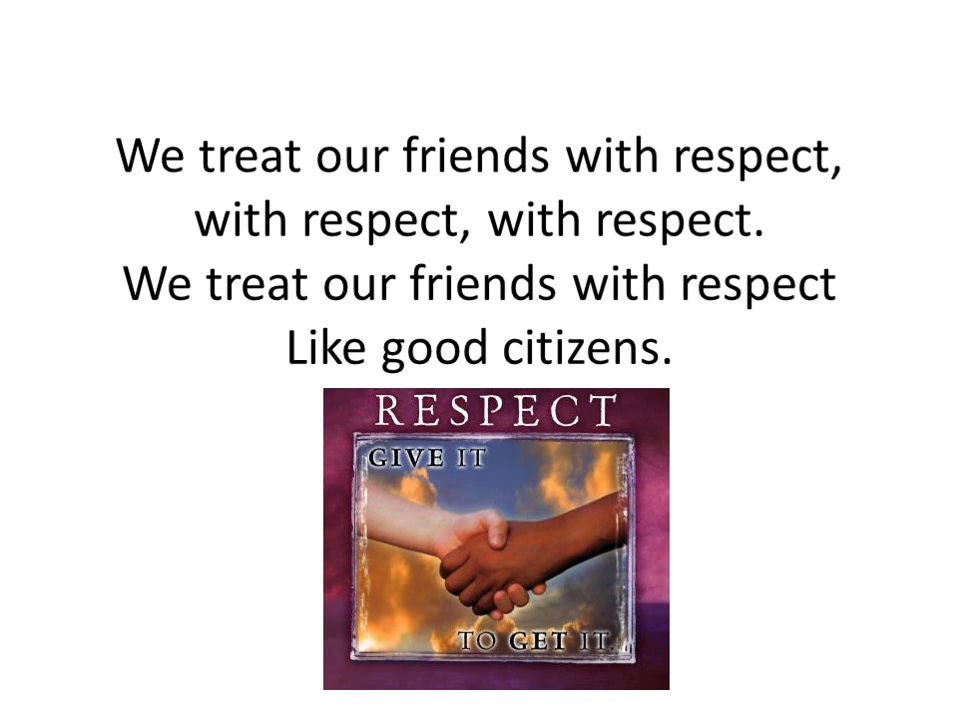 We treat our friends with respect,
with respect, with respect.
We treat our friends with respect
Like good citizens.
RESPECT
GIVE IT
TO GET IT.